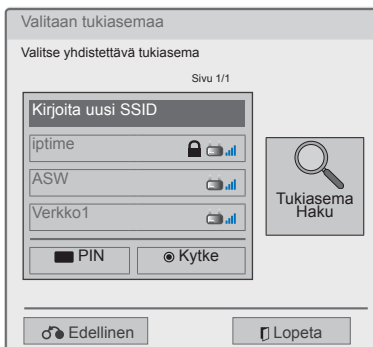 Valitaan tukiasemaa
Valitse yhdistettävä tukiasema
Sivu 1/1
Kirjoita uusi SSID
iptime
ASW
Verkko1
PIN
Kytke
Tukiasema
Haku
Edellinen
Lopeta